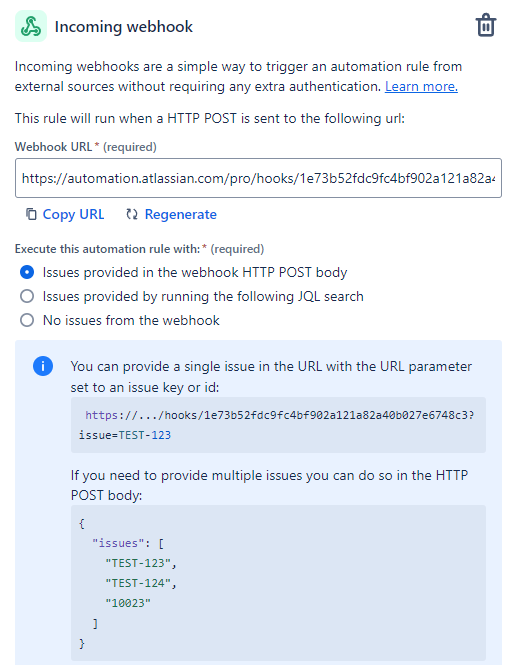 Incoming webhook
Incoming webhooks are a simple way to trigger an automation rule from
external sources without requiring any extra authentication. Learn more.
This rule will run when a HTTP POST is sent to the following url:
Webhook URL* (required)
https://automation.atlassian.com/pro/hooks/1e73b52fdc9fc4bf902a121a82a4
Copy URL Regenerate
Execute this automation rule with:* (required)
Issues provided in the webhook HTTP POST body
Issues provided by running the following JQL search
No issues from the webhook
You can provide a single issue in the URL with the URL parameter
set to an issue key or id:
https://.../hooks/1e73b52fdc9fc4bf902a121a82a40b027e6748c3?
issue=TEST-123
If you need to provide multiple issues you can do so in the HTTP
POST body:
{
"issues": [
"TEST-123",
"TEST-124",
"10023"
]
}